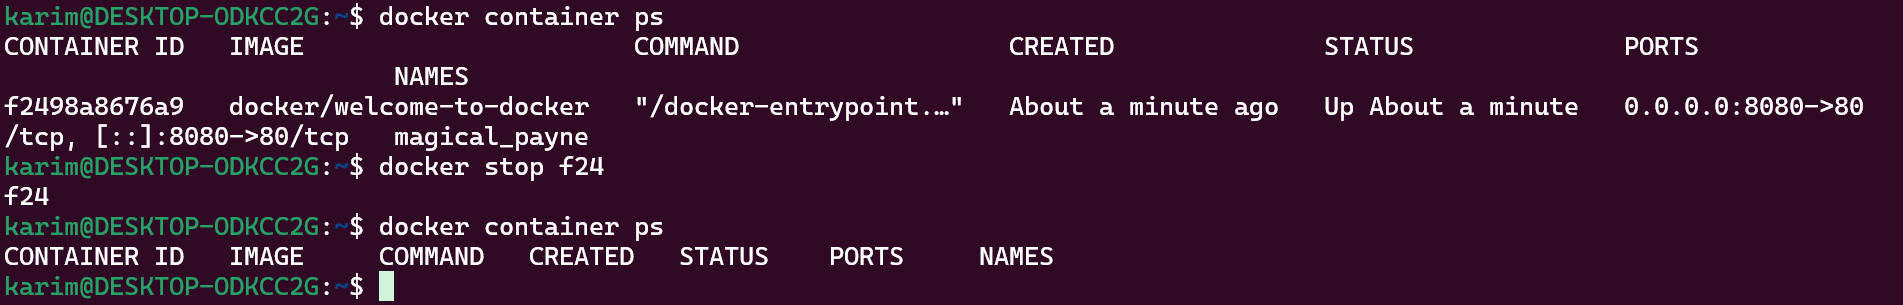 karim@DESKTOP-ODKCC2G:~$ docker container ps
CONTAINER ID   IMAGE                      COMMAND                  CREATED              STATUS              PORTS
                          NAMES
f2498a8676a9   docker/welcome-to-docker   "/docker-entrypoint.…"   About a minute ago   Up About a minute   0.0.0.0:8080->80
/tcp, [::]:8080->80/tcp   magical_payne
karim@DESKTOP-ODKCC2G:~$ docker stop f24
f24
karim@DESKTOP-ODKCC2G:~$ docker container ps
CONTAINER ID   IMAGE     COMMAND   CREATED   STATUS    PORTS     NAMES
karim@DESKTOP-ODKCC2G:~$